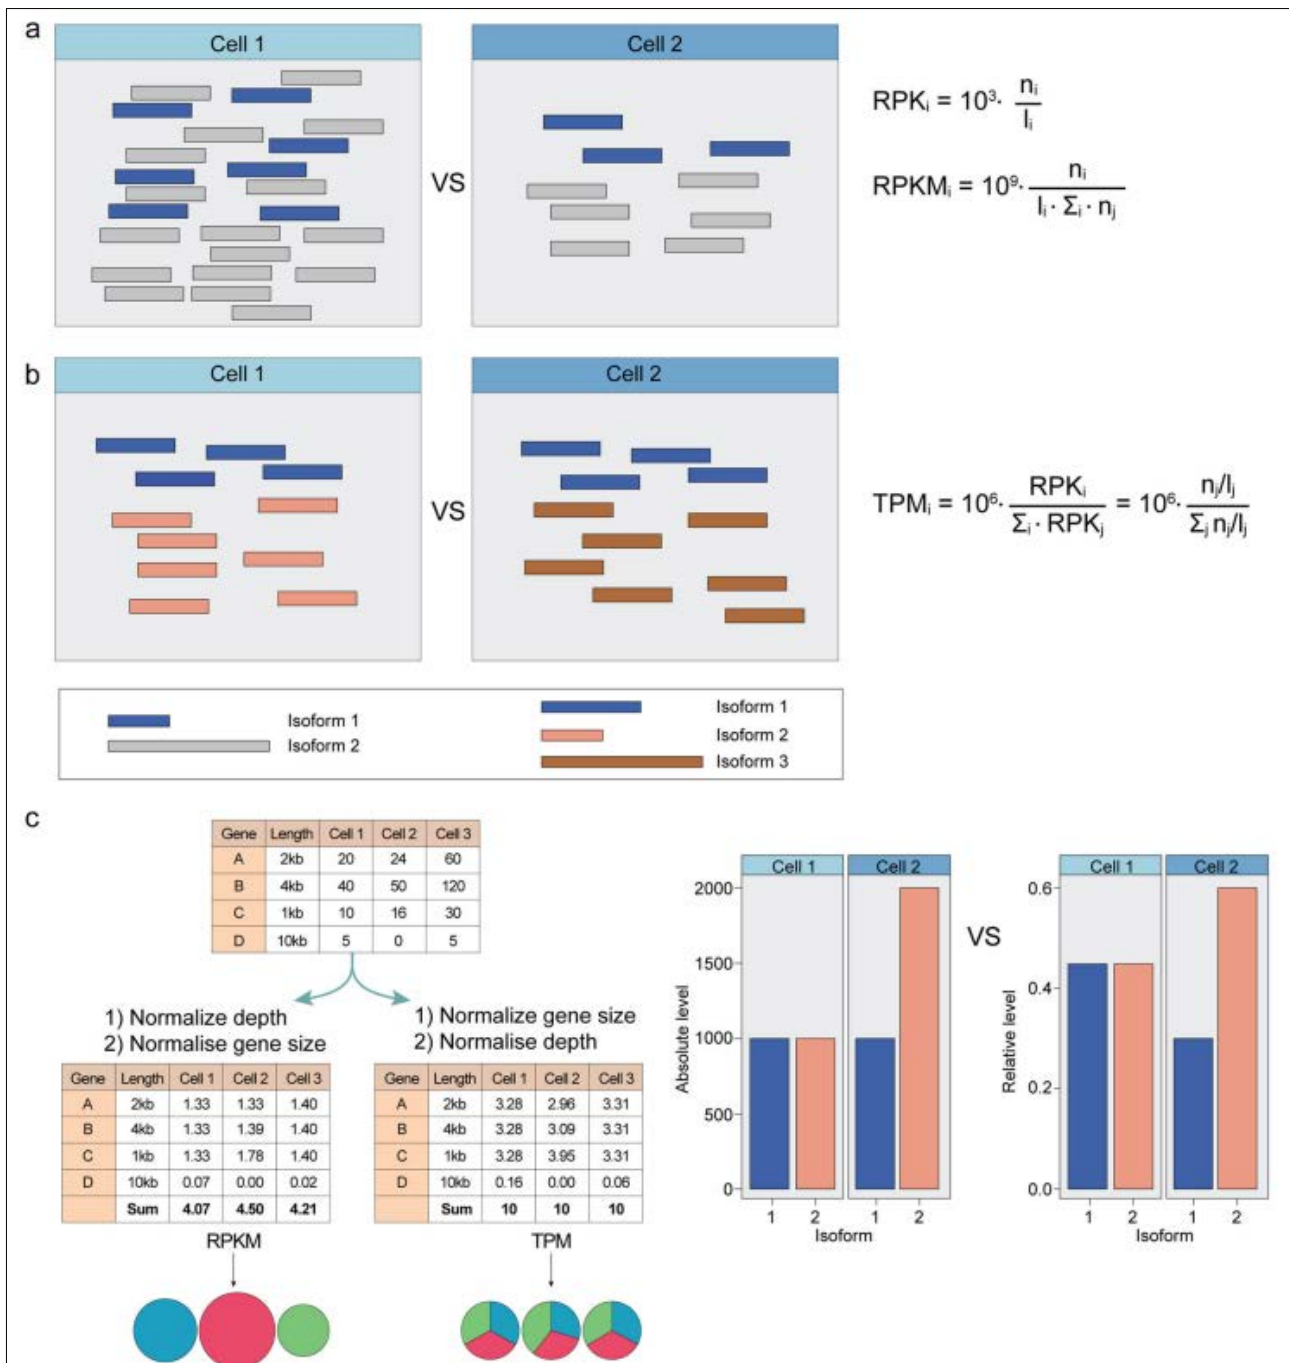 a
Cell 1
Cell 2
VS
RPKᵢ = 10³· nᵢ / lᵢ
RPKMᵢ = 10⁹· nᵢ / lᵢ · Σᵢ · nⱼ
b
Cell 1
Cell 2
VS
TPMᵢ = 10⁶· RPKᵢ / Σᵢ · RPKⱼ = 10⁶· nⱼ/lⱼ / Σⱼ nⱼ/lⱼ
Isoform 1
Isoform 2
Isoform 1
Isoform 2
Isoform 3
c
Gene Length Cell 1 Cell 2 Cell 3
A 2kb 20 24 60
B 4kb 40 50 120
C 1kb 10 16 30
D 10kb 5 0 5
1) Normalize depth
2) Normalise gene size
1) Normalize gene size
2) Normalise depth
Gene Length Cell 1 Cell 2 Cell 3
A 2kb 1.33 1.33 1.40
B 4kb 1.33 1.39 1.40
C 1kb 1.33 1.78 1.40
D 10kb 0.07 0.00 0.02
Sum 4.07 4.50 4.21
RPKM
Gene Length Cell 1 Cell 2 Cell 3
A 2kb 3.28 2.96 3.31
B 4kb 3.28 3.09 3.31
C 1kb 3.28 3.95 3.31
D 10kb 0.16 0.00 0.06
Sum 10 10 10
TPM
Cell 1 Cell 2
Absolute level
2000
1500
1000
500
0
1 2 1 2
Isoform
VS
Cell 1 Cell 2
Relative level
0.6
0.4
0.2
0.0
1 2 1 2
Isoform